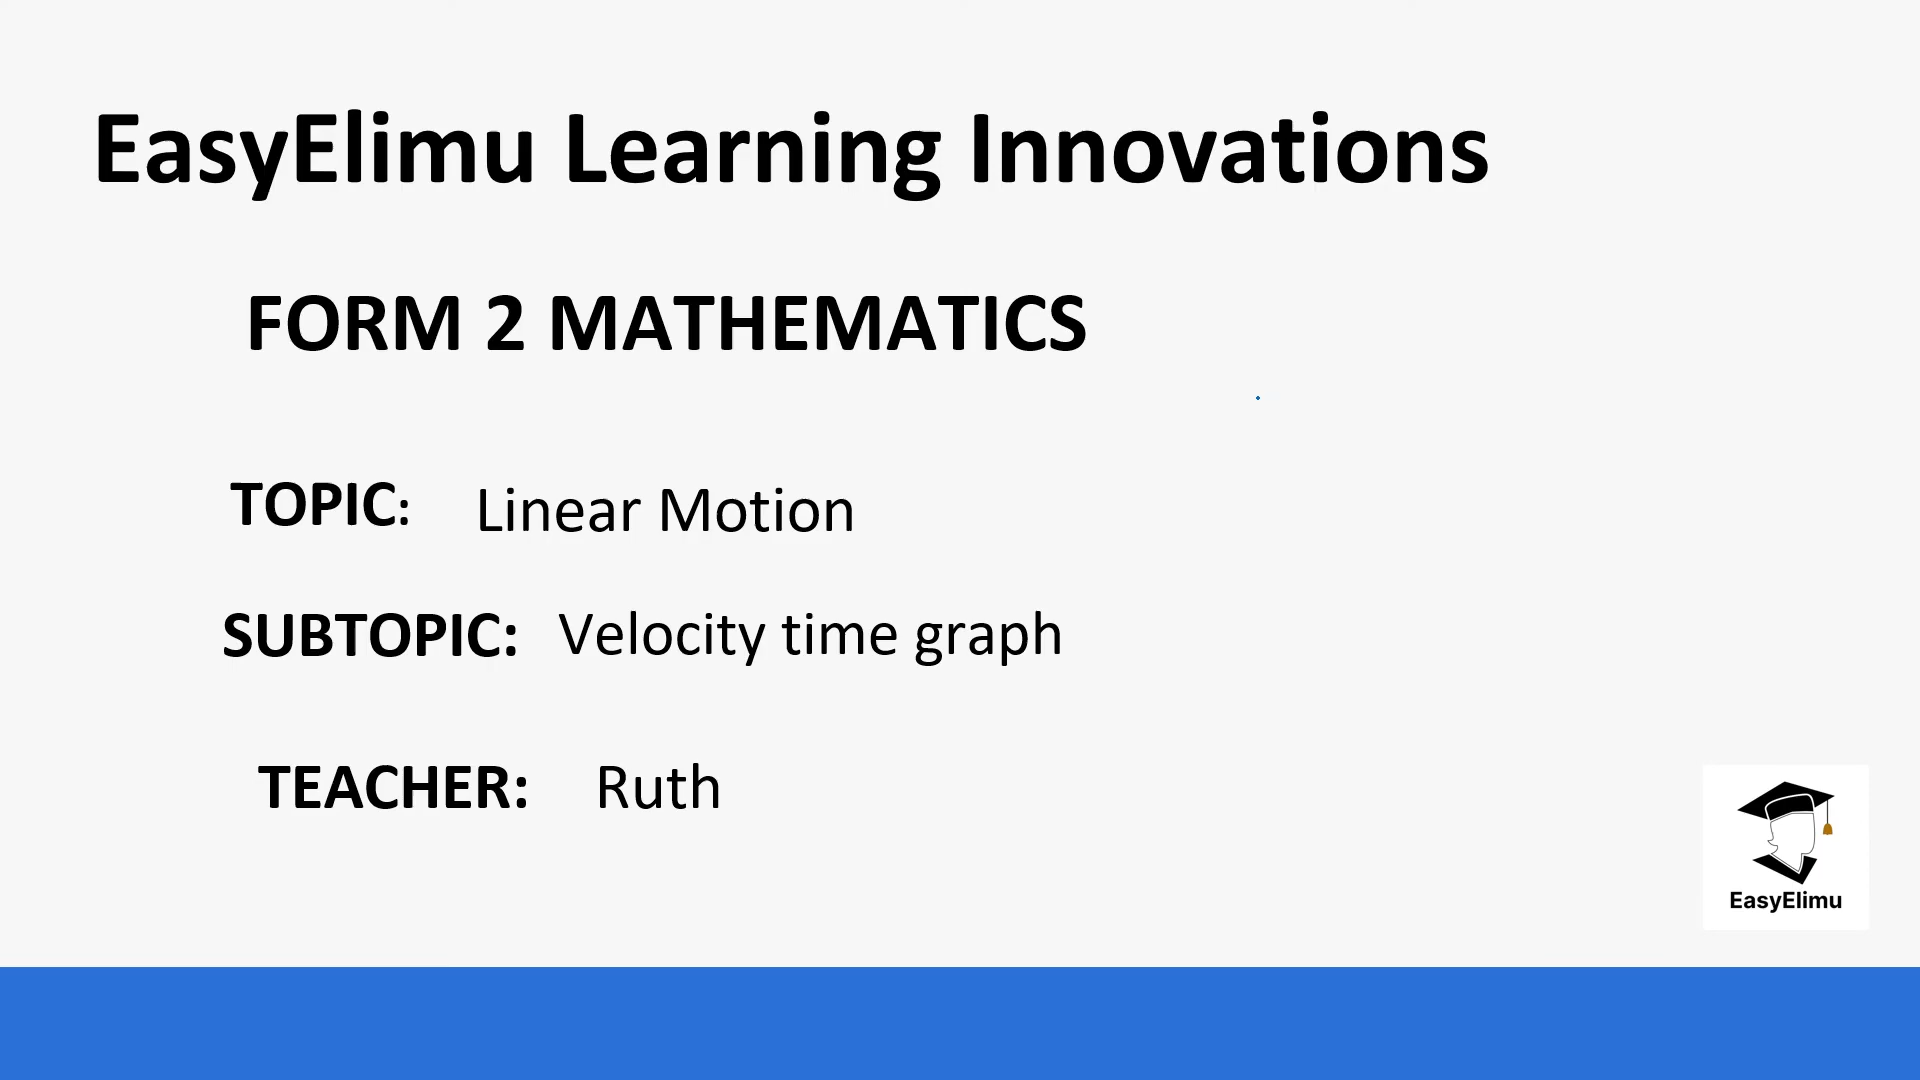 EasyElimu Learning Innovations
FORM 2 MATHEMATICS
TOPIC: Linear Motion
SUBTOPIC: Velocity time graph
TEACHER: Ruth
EasyElimu